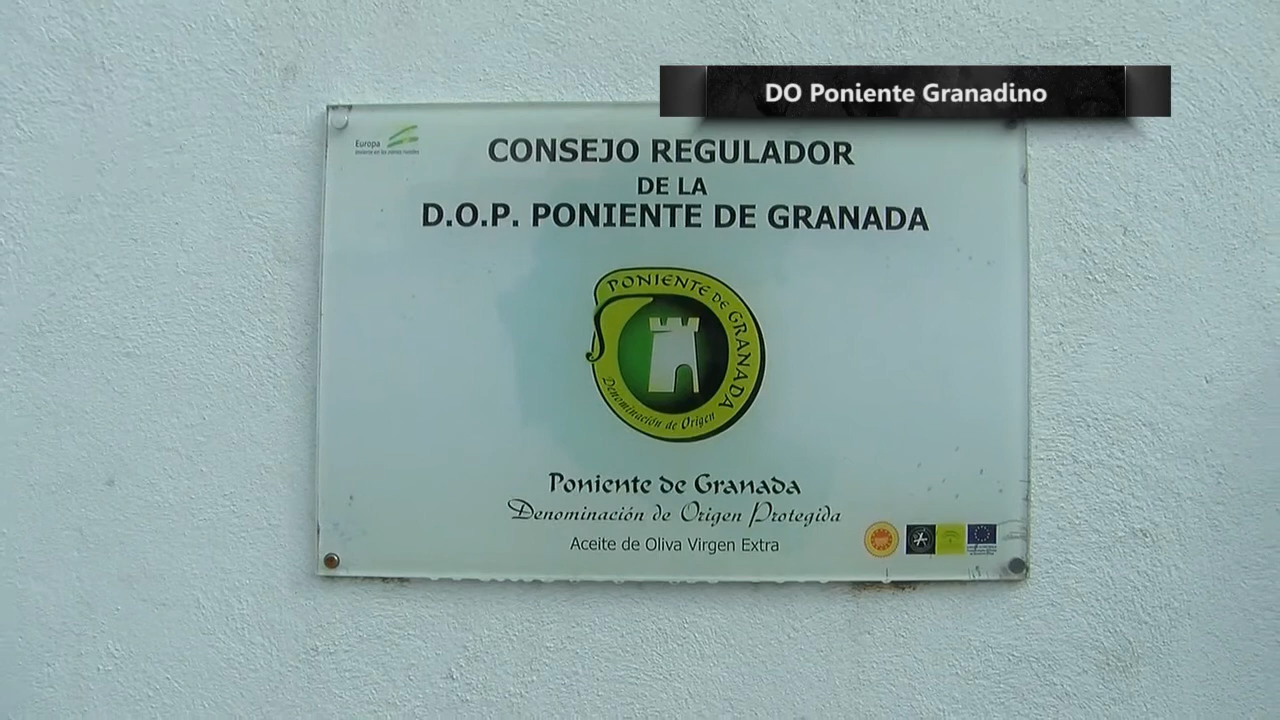 DO Poniente Granadino
Europa
CONSEJO REGULADOR
DE LA
D.O.P. PONIENTE DE GRANADA
PONIENTE DE GRANADA
Denominación de Origen
Poniente de Granada
Denominación de Origen Protegida
Aceite de Oliva Virgen Extra